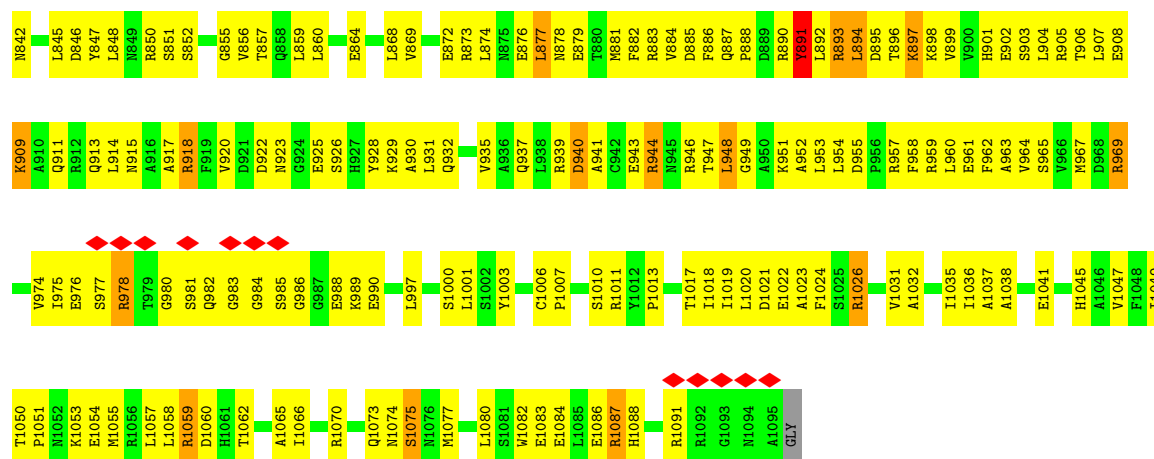 N842 L845 D846 Y847 L848 N849 R850 S851 S852 G855 V856 T857 Q858 L859 L860 E864 L868 V869 E872 R873 L874 N875 E876 L877 N878 E879 T880 M881 F882 R883 V884 D885 F886 Q887 P888 D889 R890 Y891 L892 R893 L894 D895 T896 K897 K898 V899 V900 H901 E902 S903 L904 R905 T906 L907 E908
K909 A910 Q911 R912 Q913 L914 N915 A916 A917 R918 F919 V920 D921 D922 N923 G924 E925 S926 H927 Y928 K929 A930 L931 Q932 V935 A936 Q937 L938 R939 D940 A941 C942 E943 R944 N945 R946 T947 L948 G949 A950 K951 A952 L953 L954 D955 P956 R957 F958 R959 L960 E961 F962 A963 V964 S965 V966 M967 D968 R969
V974 I975 E976 S977 R978 T979 G980 S981 Q982 G983 G984 S985 G986 G987 E988 K989 E990 L997 S1000 L1001 S1002 Y1003 C1006 P1007 S1010 R1011 Y1012 P1013 T1017 I1018 I1019 L1020 D1021 E1022 A1023 F1024 S1025 R1026 V1031 A1032 I1035 I1036 A1037 A1038 E1041 H1045 A1046 V1047 F1048
T1050 P1051 N1052 K1053 E1054 M1055 R1056 L1057 L1058 R1059 D1060 H1061 T1062 A1065 I1066 R1070 Q1073 N1074 S1075 N1076 M1077 L1080 S1081 W1082 E1083 E1084 L1085 E1086 R1087 H1088 R1091 R1092 G1093 N1094 A1095 GLY